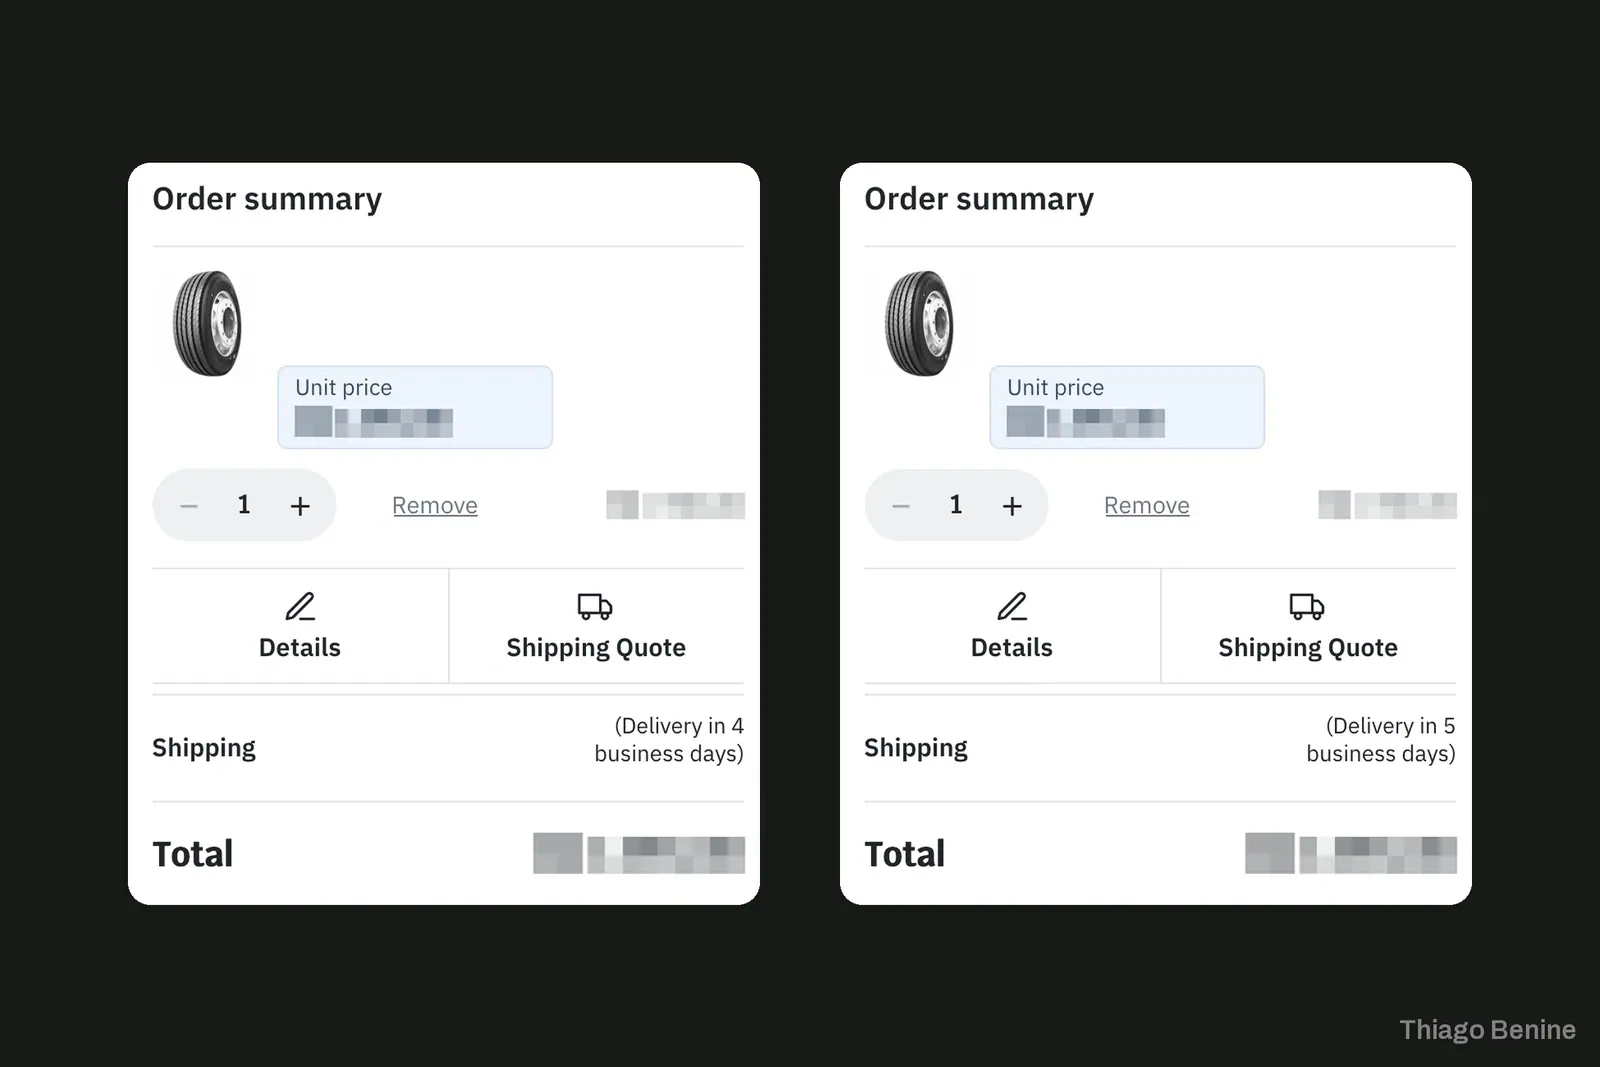 Order summary
Unit price
1
Remove
Details
Shipping Quote
Shipping
(Delivery in 4
business days)
Total
Order summary
Unit price
1
Remove
Details
Shipping Quote
Shipping
(Delivery in 5
business days)
Total
Thiago Benine